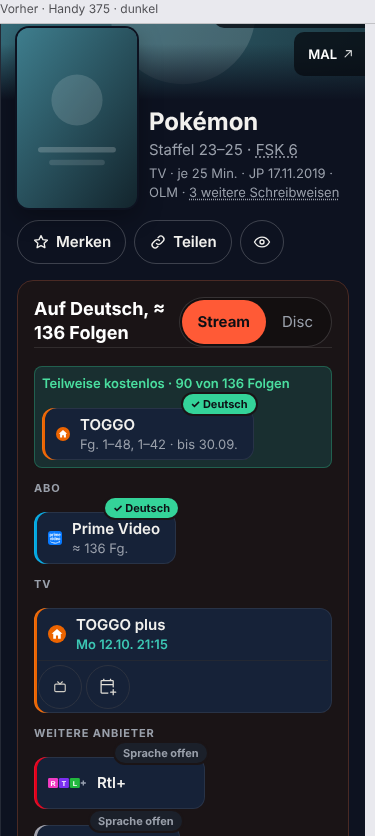 Vorher · Handy 375 · dunkel
MAL ↗
Pokémon
Staffel 23–25 · FSK 6
TV · je 25 Min. · JP 17.11.2019 ·
OLM · 3 weitere Schreibweisen
Merken
Teilen
Auf Deutsch, ≈
136 Folgen
Stream
Disc
Teilweise kostenlos · 90 von 136 Folgen
✓ Deutsch
TOGGO
Fg. 1–48, 1–42 · bis 30.09.
ABO
✓ Deutsch
prime video
Prime Video
≈ 136 Fg.
TV
TOGGO plus
Mo 12.10. 21:15
WEITERE ANBIETER
Sprache offen
RTL+
Rtl+
Sprache offen